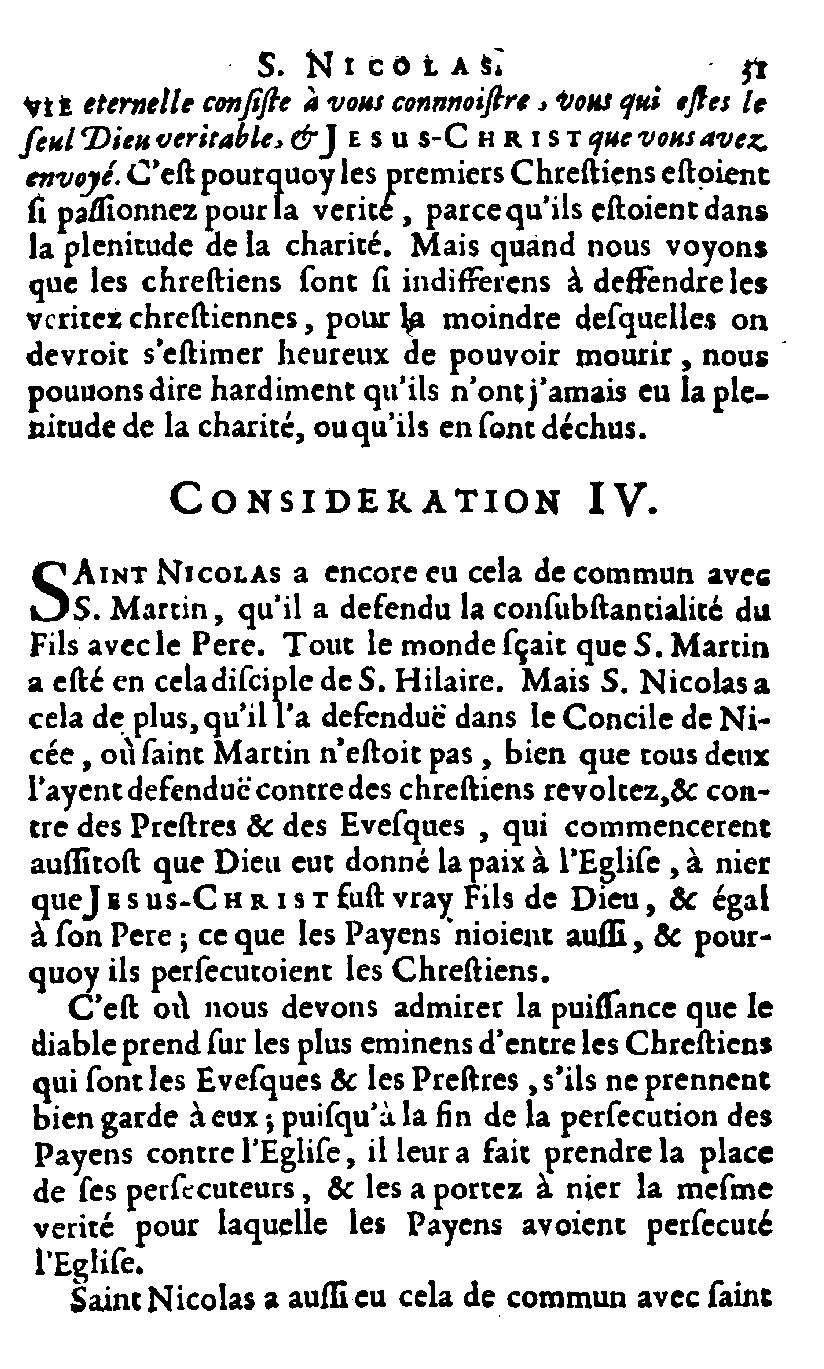 S. NICOLAS. 51
vie eternelle conſiſte à vous connnoiſtre, vous qui eſtes le
ſeul Dieu veritable, & JESUS-CHRIST que vous avez
envoyé. C'eſt pourquoy les premiers Chreſtiens eſtoient
ſi paſſionnez pour la verité, parce qu'ils eſtoient dans
la plenitude de la charité. Mais quand nous voyons
que les chreſtiens ſont ſi indifferens à deffendre les
veritez chreſtiennes, pour la moindre deſquelles on
devroit s'eſtimer heureux de pouvoir mourir, nous
pouuons dire hardiment qu'ils n'ont j'amais eu la ple-
nitude de la charité, ou qu'ils en ſont déchus.
CONSIDERATION IV.
SAINT NICOLAS a encore eu cela de commun avec
S. Martin, qu'il a defendu la conſubſtantialité du
Fils avec le Pere. Tout le monde ſçait que S. Martin
a eſté en cela diſciple de S. Hilaire. Mais S. Nicolas a
cela de plus, qu'il l'a defenduë dans le Concile de Ni-
cée, où ſaint Martin n'eſtoit pas, bien que tous deux
l'ayent defenduë contre des chreſtiens revoltez, & con-
tre des Preſtres & des Eveſques, qui commencerent
auſſitoſt que Dieu eut donné la paix à l'Egliſe, à nier
que JESUS-CHRIST fuſt vray Fils de Dieu, & égal
à ſon Pere; ce que les Payens nioient auſſi, & pour-
quoy ils perſecutoient les Chreſtiens.
C'eſt où nous devons admirer la puiſſance que le
diable prend ſur les plus eminens d'entre les Chreſtiens
qui ſont les Eveſques & les Preſtres, s'ils ne prennent
bien garde à eux; puiſqu'à la fin de la perſecution des
Payens contre l'Egliſe, il leur a fait prendre la place
de ſes perſecuteurs, & les a portez à nier la meſme
verité pour laquelle les Payens avoient perſecuté
l'Egliſe.
Saint Nicolas a auſſi eu cela de commun avec ſaint